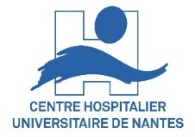 CENTRE HOSPITALIER
UNIVERSITAIRE DE NANTES